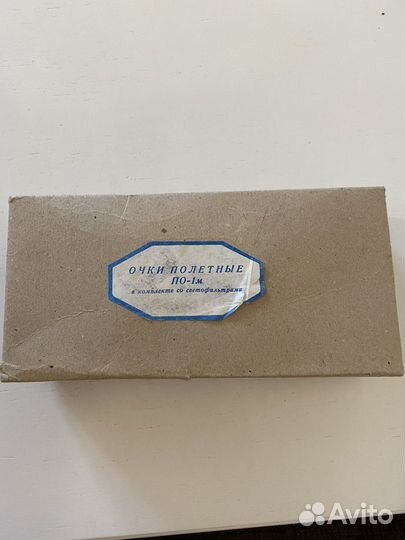 ОЧКИ ПОЛЕТНЫЕ
ПО-1м
в комплекте со светофильтрами
Avito